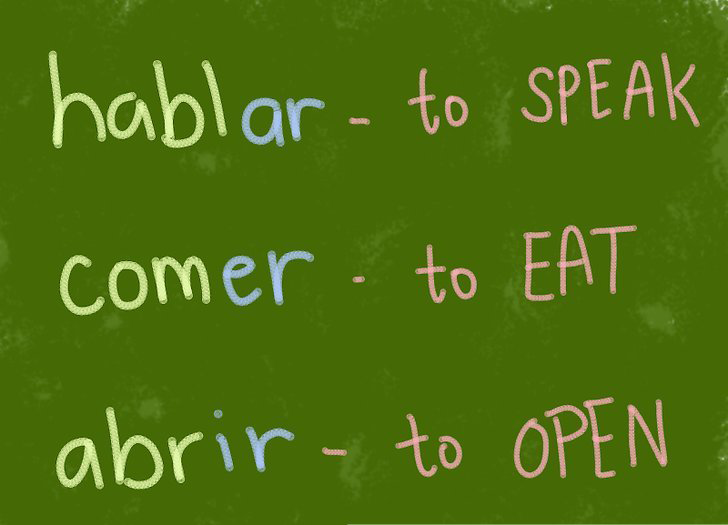 hablar - to SPEAK
comer - to EAT
abrir - to OPEN